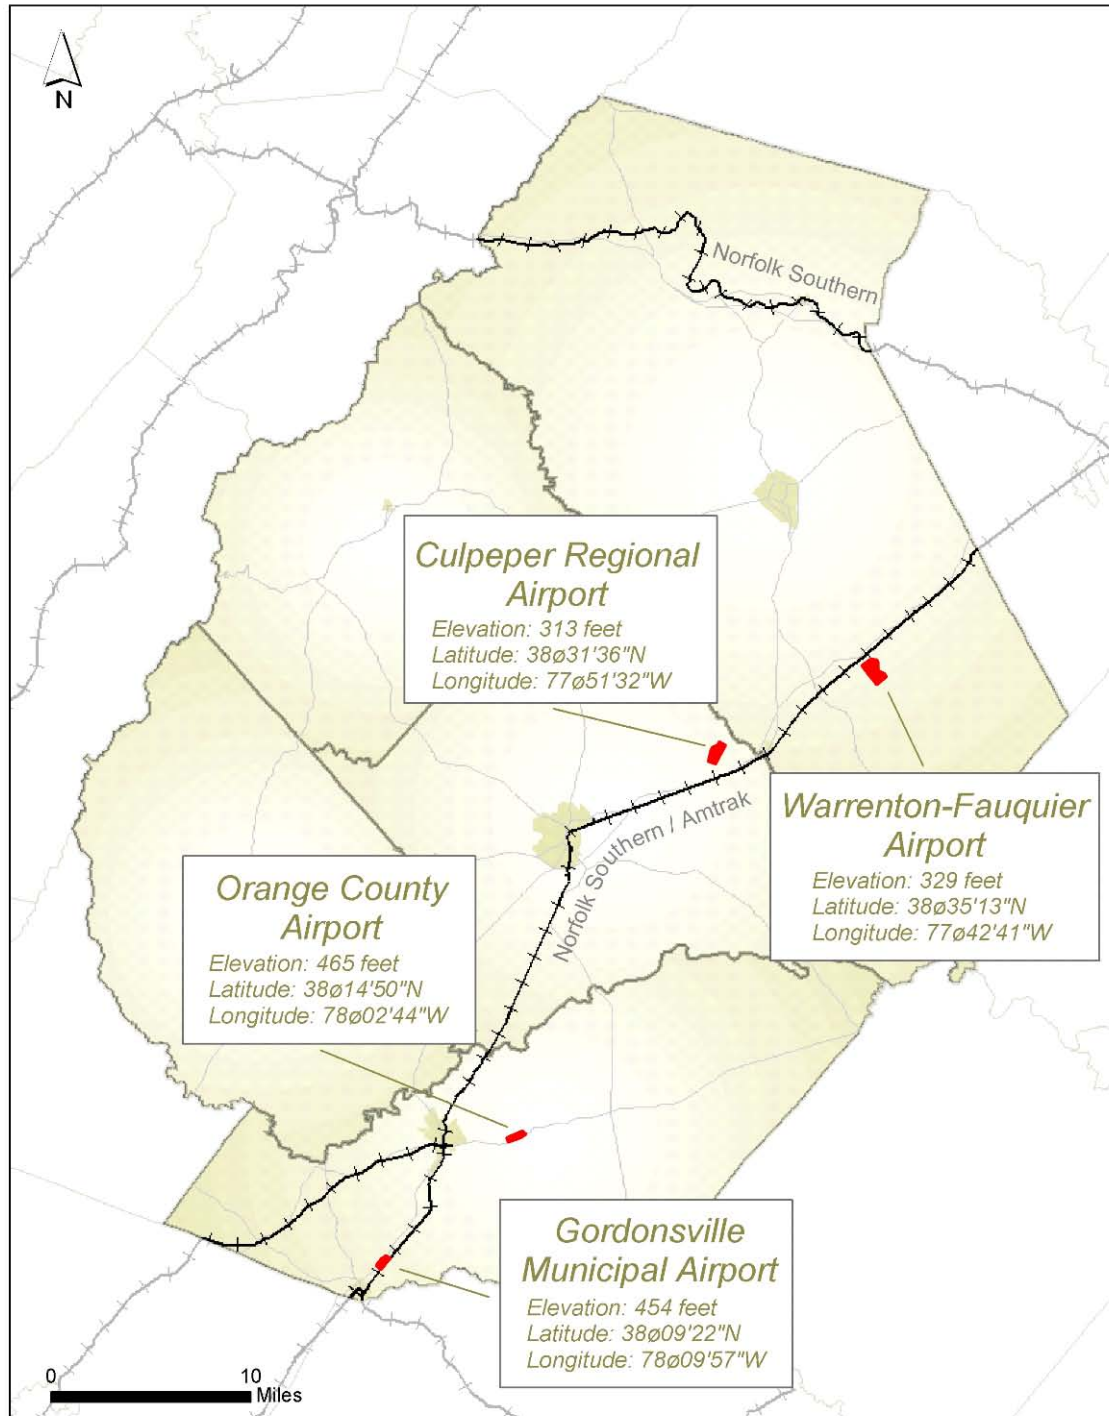 N
Norfolk Southern
Culpeper Regional
Airport
Elevation: 313 feet
Latitude: 38ø31'36"N
Longitude: 77ø51'32"W
Warrenton-Fauquier
Airport
Elevation: 329 feet
Latitude: 38ø35'13"N
Longitude: 77ø42'41"W
Norfolk Southern / Amtrak
Orange County
Airport
Elevation: 465 feet
Latitude: 38ø14'50"N
Longitude: 78ø02'44"W
Gordonsville
Municipal Airport
Elevation: 454 feet
Latitude: 38ø09'22"N
Longitude: 78ø09'57"W
0 10
Miles